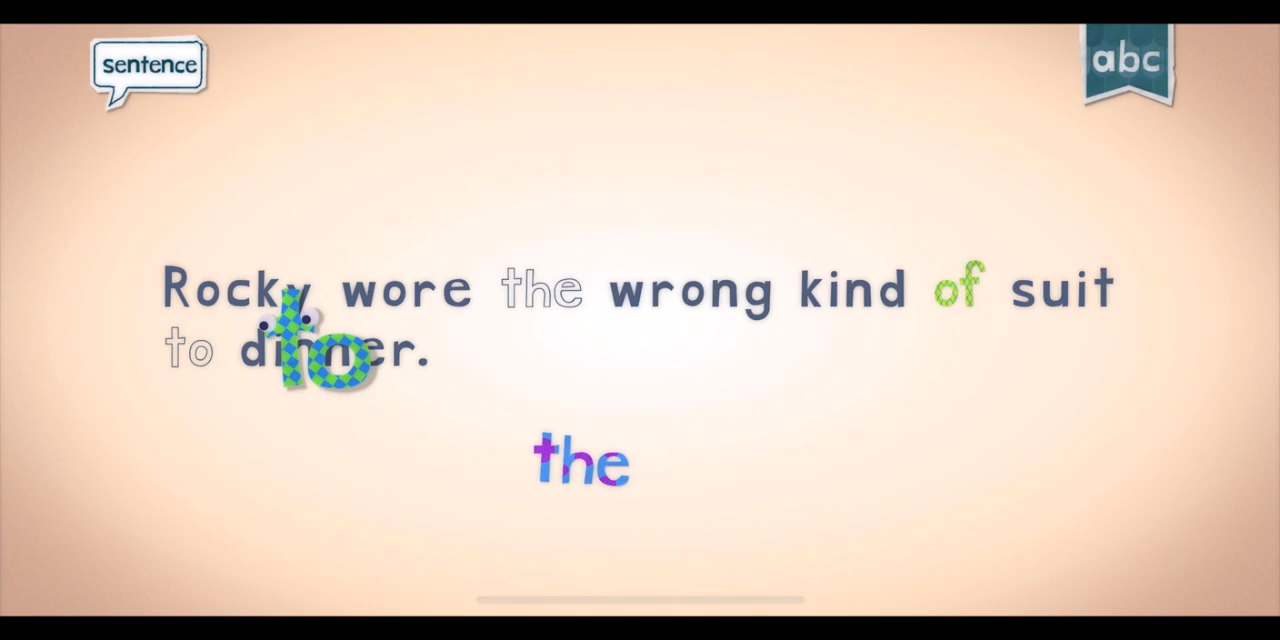 sentence
abc
Rocky wore the wrong kind of suit
to dinner.
to
the